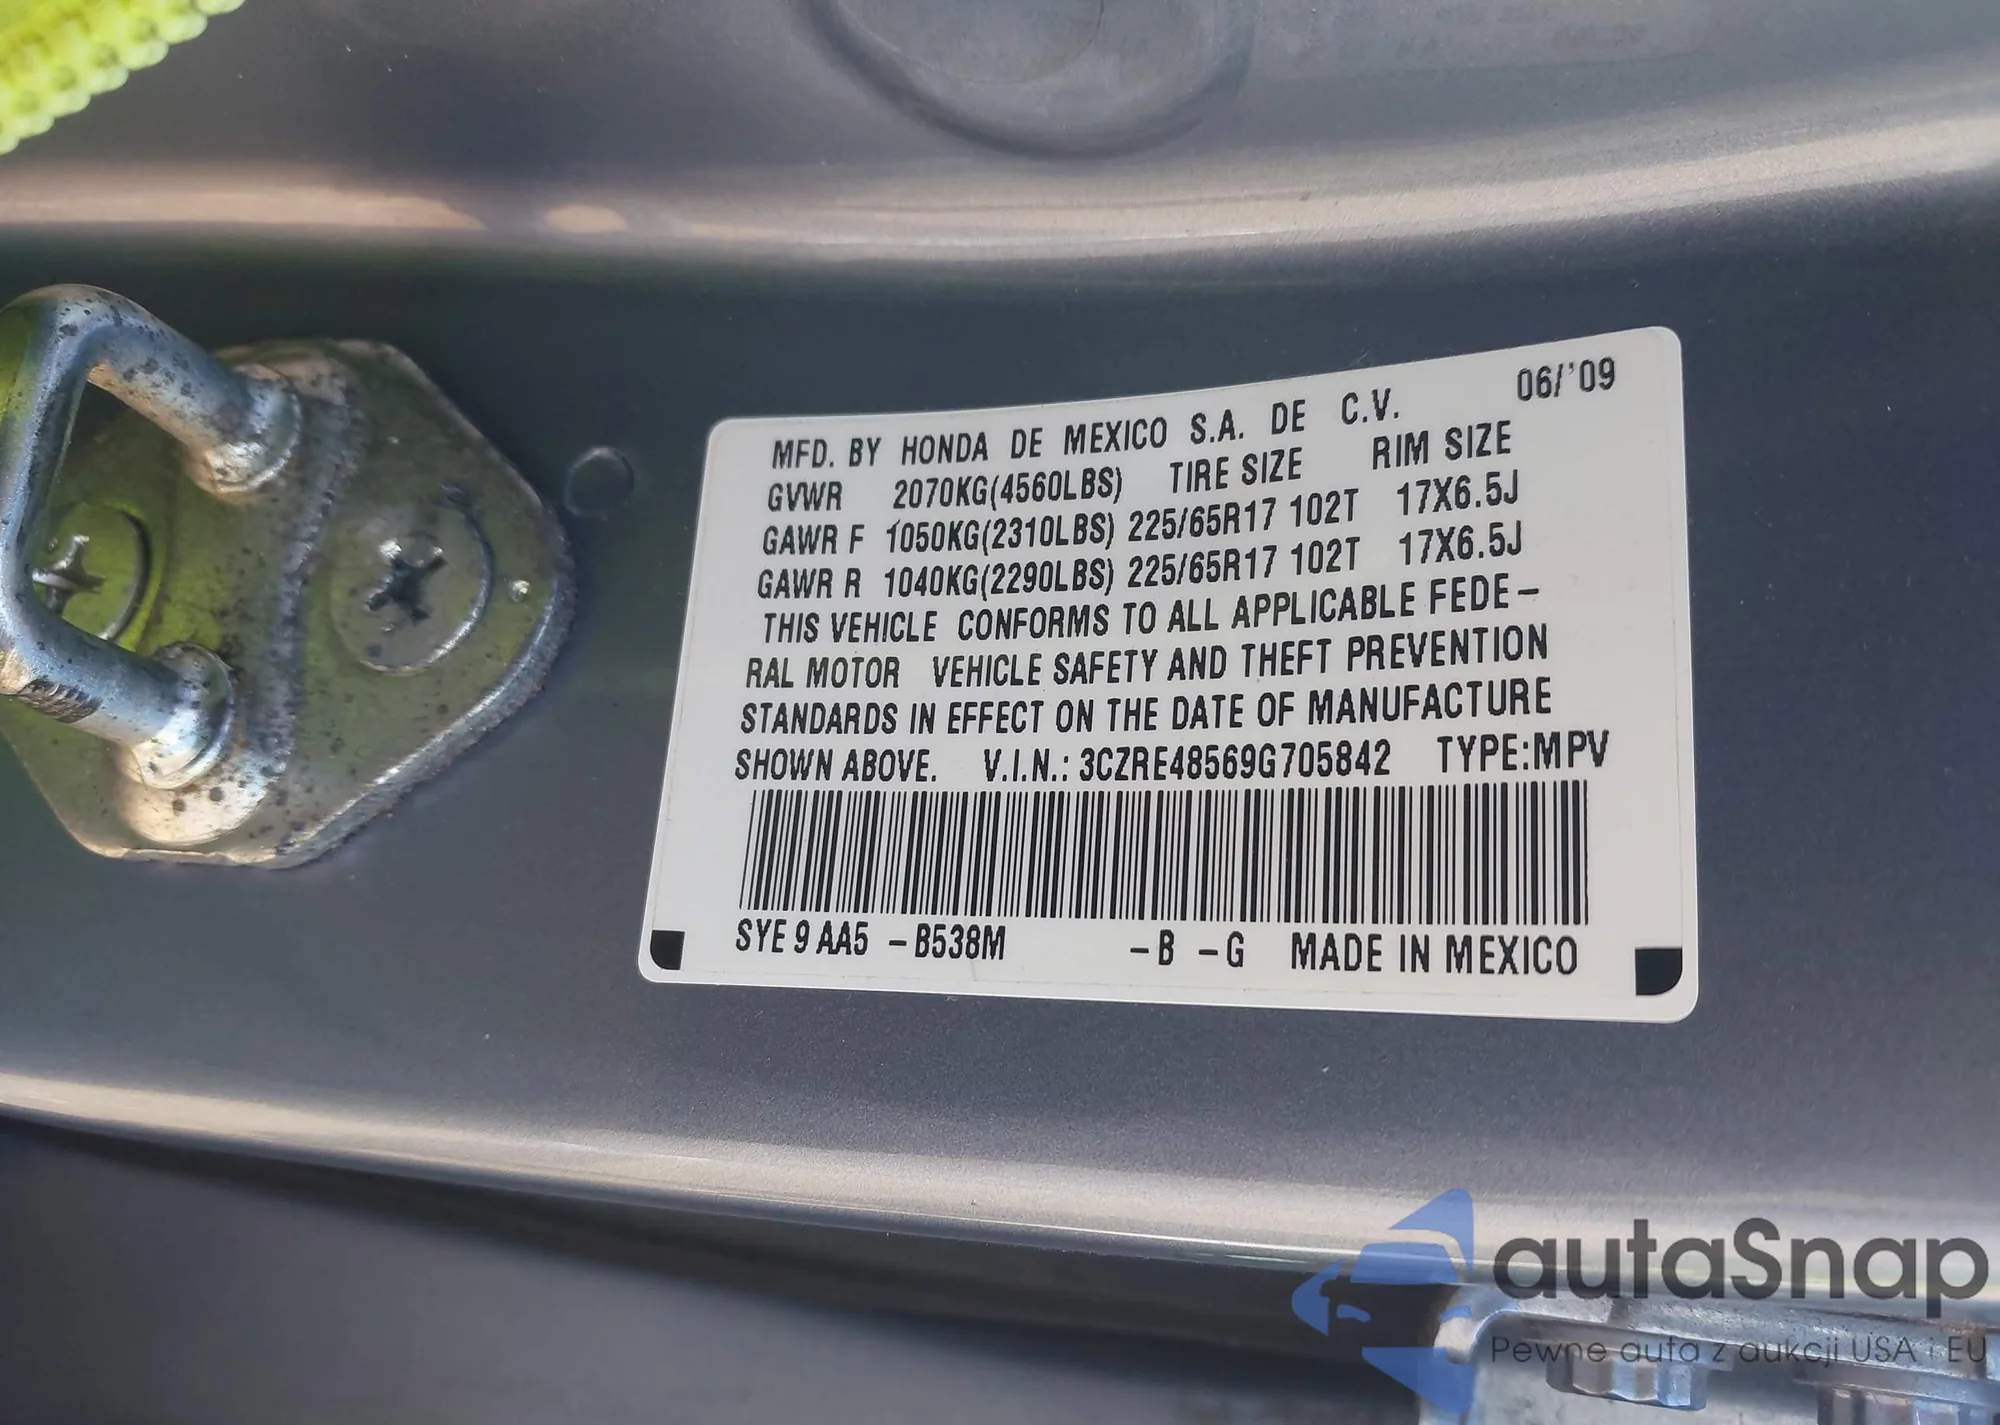 06/'09
MFD. BY HONDA DE MEXICO S.A. DE C.V.
GVWR 2070KG(4560LBS) TIRE SIZE RIM SIZE
GAWR F 1050KG(2310LBS) 225/65R17 102T 17X6.5J
GAWR R 1040KG(2290LBS) 225/65R17 102T 17X6.5J
THIS VEHICLE CONFORMS TO ALL APPLICABLE FEDE-
RAL MOTOR VEHICLE SAFETY AND THEFT PREVENTION
STANDARDS IN EFFECT ON THE DATE OF MANUFACTURE
SHOWN ABOVE. V.I.N.: 3CZRE48569G705842 TYPE:MPV
SYE 9 AA5 -B538M -B -G MADE IN MEXICO
autaSnap
Pewne auta z aukcji USA i EU